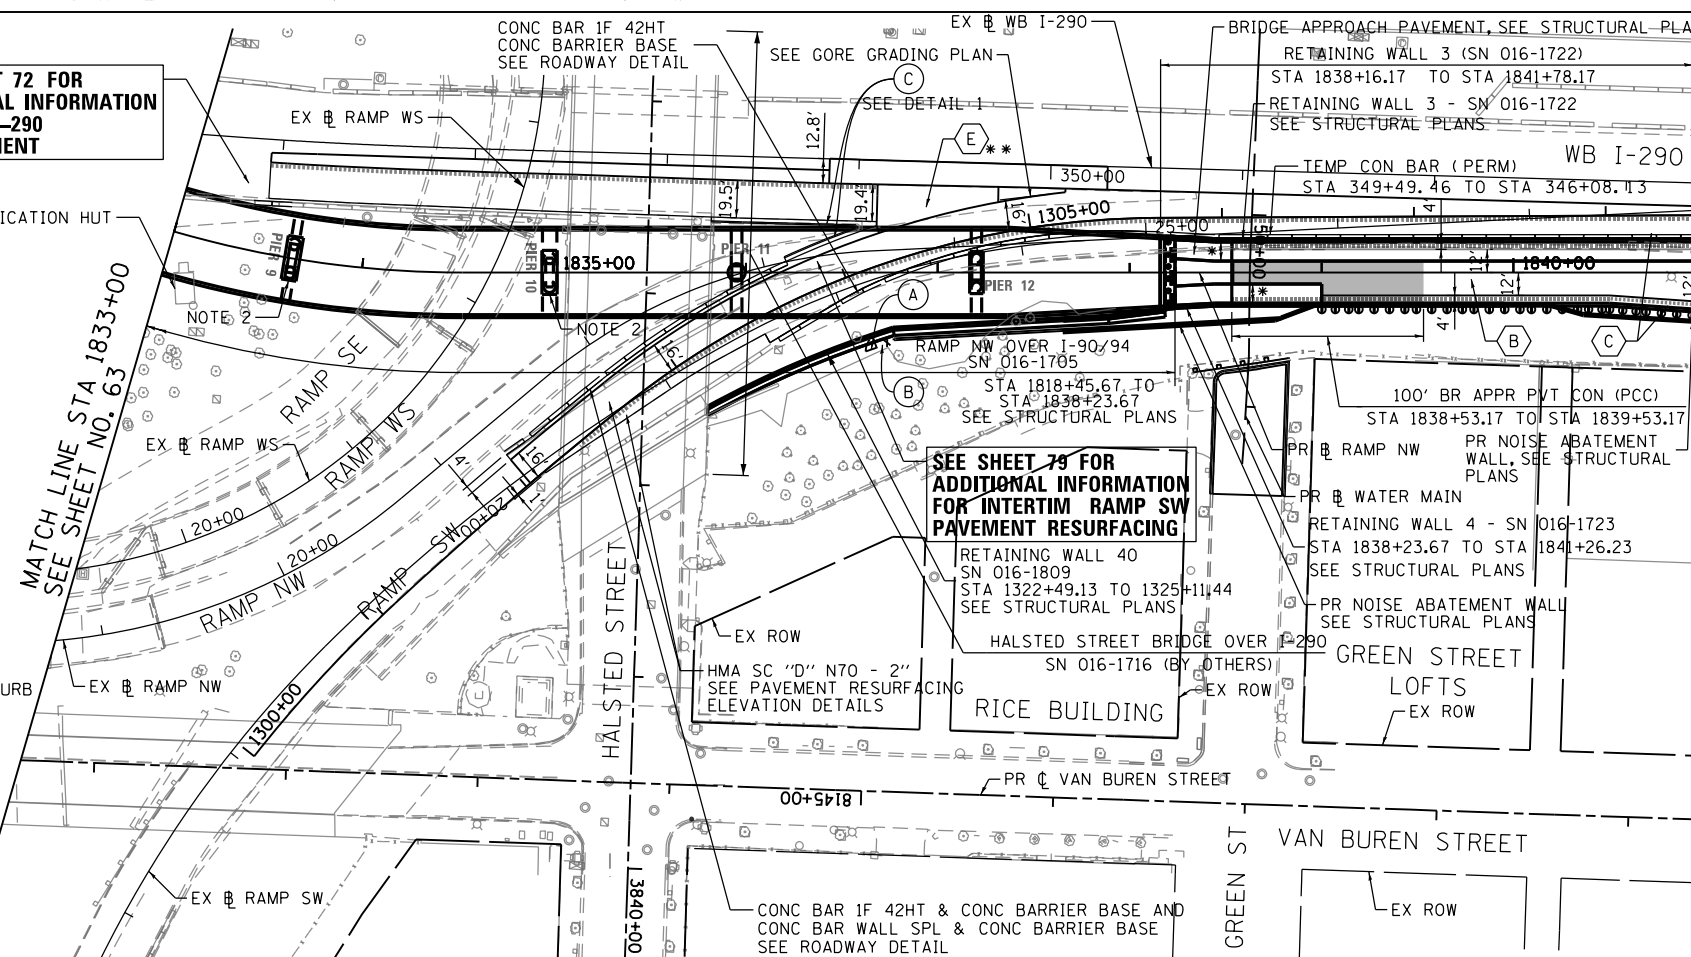 CONC BAR 1F 42HT
CONC BARRIER BASE
SEE ROADWAY DETAIL
EX ⅊ WB I-290
SEE GORE GRADING PLAN
C
SEE DETAIL 1
BRIDGE APPROACH PAVEMENT, SEE STRUCTURAL PLA
RETAINING WALL 3 (SN 016-1722)
STA 1838+16.17 TO STA 1841+78.17
RETAINING WALL 3 - SN 016-1722
SEE STRUCTURAL PLANS
WB I-290
TEMP CON BAR (PERM)
STA 349+49.46 TO STA 346+08.13
T 72 FOR
AL INFORMATION
-290
MENT
EX ⅊ RAMP WS
12.8'
E
**
350+00
19.5'
19.4'
16'
1305+00
25+00
4'
ICATION HUT
PIER 9
PIER 10
PIER 11
PIER 12
1835+00
1840+00
12'
12'
12'
4'
*
*
NOTE 2
NOTE 2
A
B
B
C
MATCH LINE STA 1833+00
SEE SHEET NO. 63
RAMP SE
RAMP WS
EX ⅊ RAMP WS
16'
RAMP NW OVER I-90/94
SN 016-1705
STA 1818+45.67 TO
STA 1838+23.67
SEE STRUCTURAL PLANS
100' BR APPR PVT CON (PCC)
STA 1838+53.17 TO STA 1839+53.17
PR ⅊ RAMP NW
PR NOISE ABATEMENT
WALL, SEE STRUCTURAL
PLANS
SEE SHEET 79 FOR
ADDITIONAL INFORMATION
FOR INTERTIM RAMP SW
PAVEMENT RESURFACING
4'
16'
1'
20+00
20+00
20+00
RAMP NW
RAMP SW
PR ⅊ WATER MAIN
RETAINING WALL 4 - SN 016-1723
STA 1838+23.67 TO STA 1841+26.23
SEE STRUCTURAL PLANS
RETAINING WALL 40
SN 016-1809
STA 1322+49.13 TO 1325+11.44
SEE STRUCTURAL PLANS
PR NOISE ABATEMENT WALL
SEE STRUCTURAL PLANS
EX ROW
HALSTED STREET BRIDGE OVER I-290
SN 016-1716 (BY OTHERS)
HALSTED STREET
HMA SC "D" N70 - 2"
SEE PAVEMENT RESURFACING
ELEVATION DETAILS
GREEN STREET
LOFTS
EX ROW
EX ROW
RICE BUILDING
URB
EX ⅊ RAMP NW
1300+00
PR ℄ VAN BUREN STREET
8145+00
VAN BUREN STREET
GREEN ST
EX ⅊ RAMP SW
3840+00
EX ROW
CONC BAR 1F 42HT & CONC BARRIER BASE AND
CONC BAR WALL SPL & CONC BARRIER BASE
SEE ROADWAY DETAIL